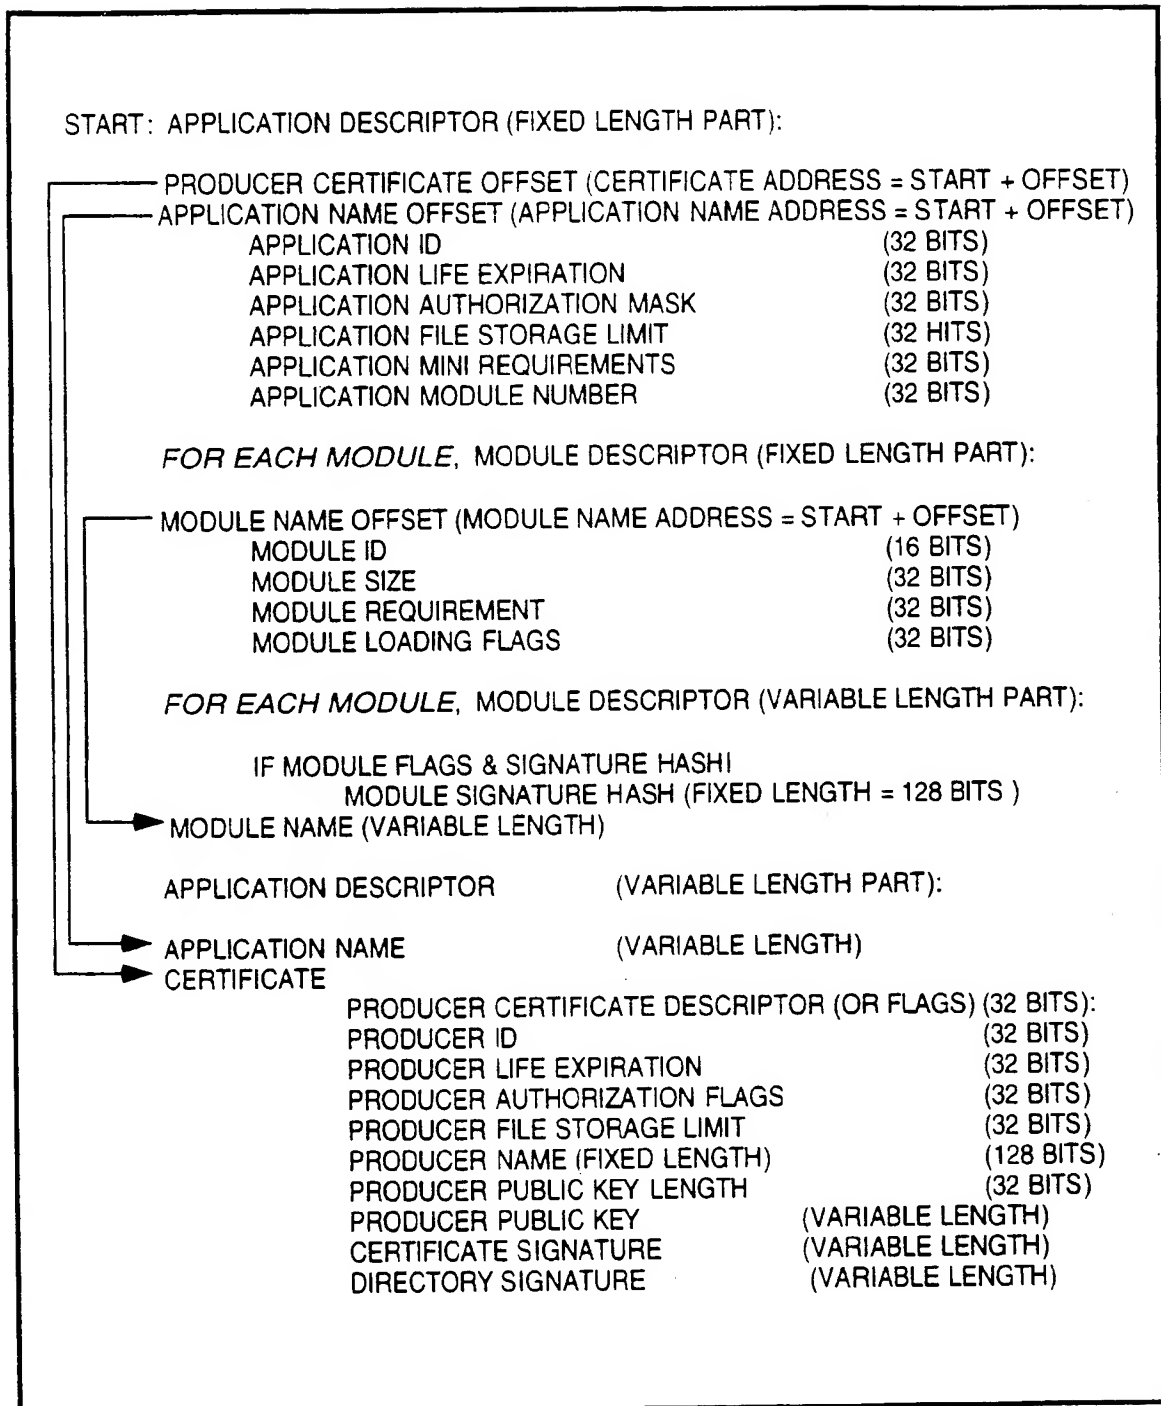 START: APPLICATION DESCRIPTOR (FIXED LENGTH PART):
PRODUCER CERTIFICATE OFFSET (CERTIFICATE ADDRESS = START + OFFSET)
APPLICATION NAME OFFSET (APPLICATION NAME ADDRESS = START + OFFSET)
APPLICATION ID (32 BITS)
APPLICATION LIFE EXPIRATION (32 BITS)
APPLICATION AUTHORIZATION MASK (32 BITS)
APPLICATION FILE STORAGE LIMIT (32 HITS)
APPLICATION MINI REQUIREMENTS (32 BITS)
APPLICATION MODULE NUMBER (32 BITS)
FOR EACH MODULE, MODULE DESCRIPTOR (FIXED LENGTH PART):
MODULE NAME OFFSET (MODULE NAME ADDRESS = START + OFFSET)
MODULE ID (16 BITS)
MODULE SIZE (32 BITS)
MODULE REQUIREMENT (32 BITS)
MODULE LOADING FLAGS (32 BITS)
FOR EACH MODULE, MODULE DESCRIPTOR (VARIABLE LENGTH PART):
IF MODULE FLAGS & SIGNATURE HASHI
MODULE SIGNATURE HASH (FIXED LENGTH = 128 BITS )
MODULE NAME (VARIABLE LENGTH)
APPLICATION DESCRIPTOR (VARIABLE LENGTH PART):
APPLICATION NAME (VARIABLE LENGTH)
CERTIFICATE
PRODUCER CERTIFICATE DESCRIPTOR (OR FLAGS) (32 BITS):
PRODUCER ID (32 BITS)
PRODUCER LIFE EXPIRATION (32 BITS)
PRODUCER AUTHORIZATION FLAGS (32 BITS)
PRODUCER FILE STORAGE LIMIT (32 BITS)
PRODUCER NAME (FIXED LENGTH) (128 BITS)
PRODUCER PUBLIC KEY LENGTH (32 BITS)
PRODUCER PUBLIC KEY (VARIABLE LENGTH)
CERTIFICATE SIGNATURE (VARIABLE LENGTH)
DIRECTORY SIGNATURE (VARIABLE LENGTH)